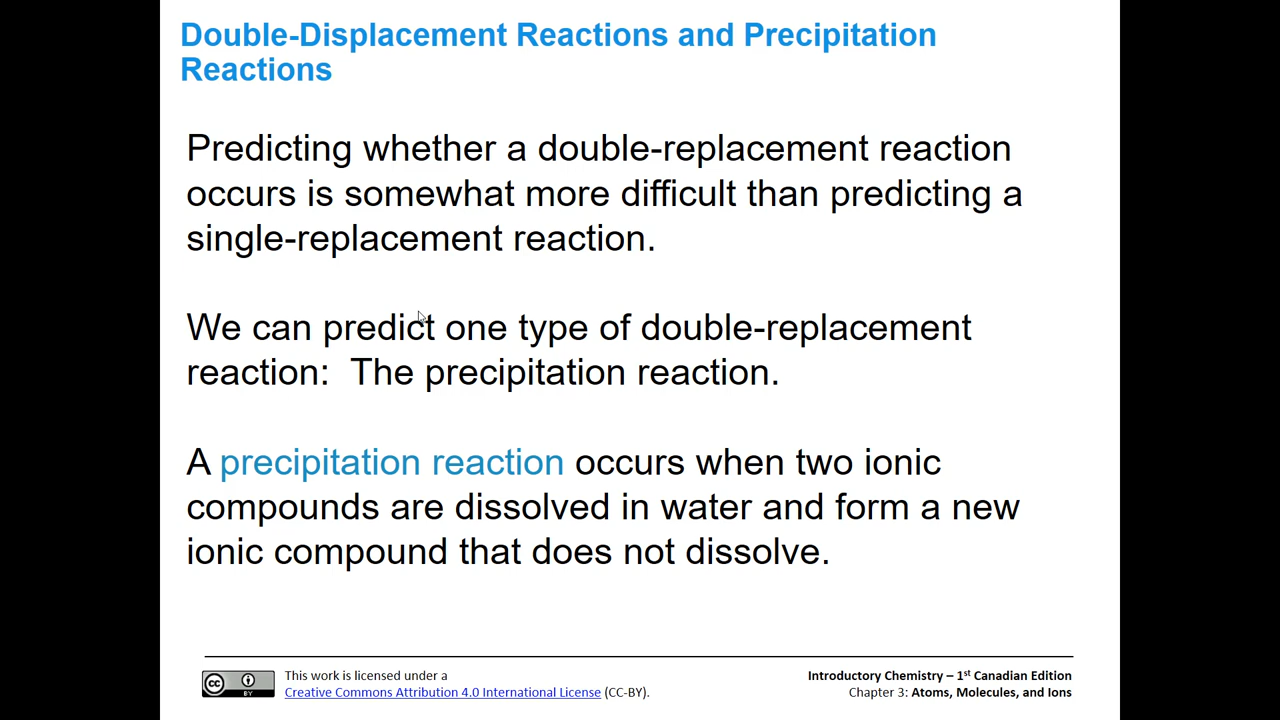 Double-Displacement Reactions and Precipitation
Reactions
Predicting whether a double-replacement reaction
occurs is somewhat more difficult than predicting a
single-replacement reaction.
We can predict one type of double-replacement
reaction:  The precipitation reaction.
A precipitation reaction occurs when two ionic
compounds are dissolved in water and form a new
ionic compound that does not dissolve.
cc BY
This work is licensed under a
Creative Commons Attribution 4.0 International License (CC-BY).
Introductory Chemistry – 1st Canadian Edition
Chapter 3: Atoms, Molecules, and Ions